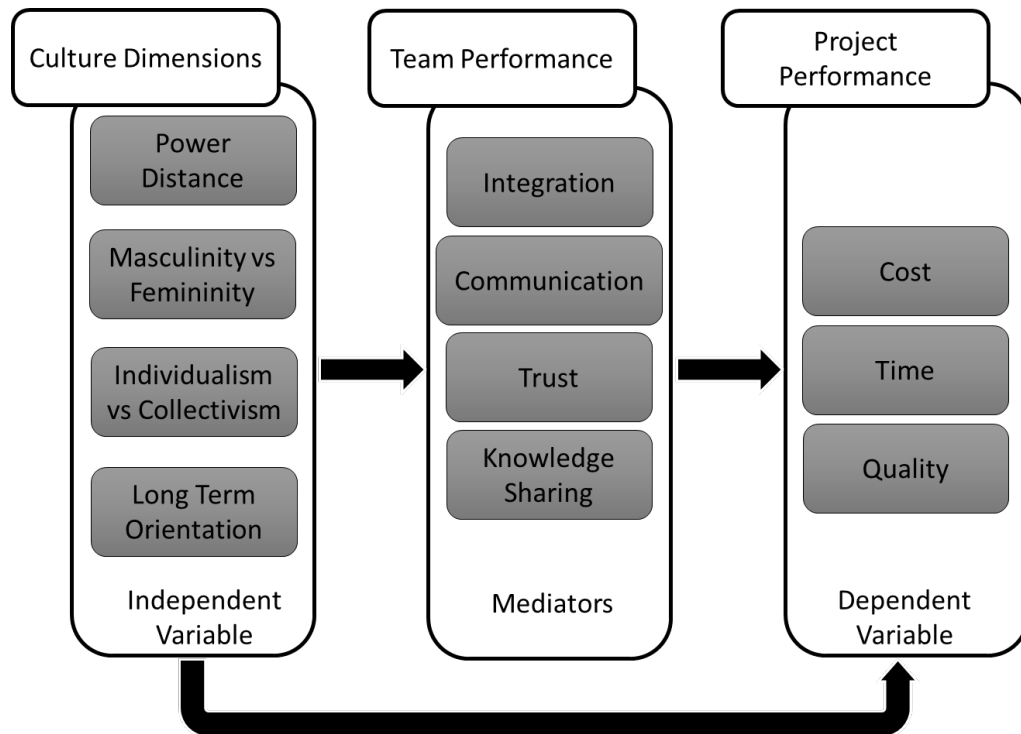 Culture Dimensions
Power
Distance
Masculinity vs
Femininity
Individualism
vs Collectivism
Long Term
Orientation
Independent
Variable
Team Performance
Integration
Communication
Trust
Knowledge
Sharing
Mediators
Project
Performance
Cost
Time
Quality
Dependent
Variable